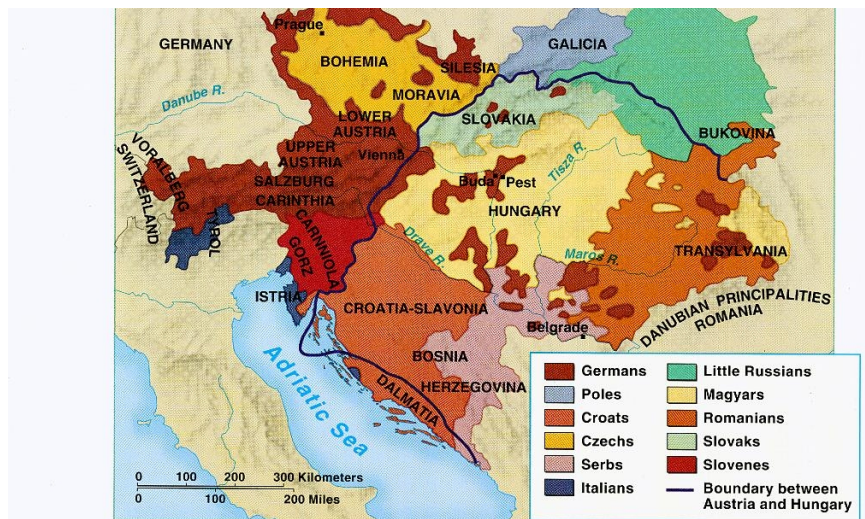 Prague
GERMANY
BOHEMIA
GALICIA
SILESIA
Danube R.
MORAVIA
LOWER
AUSTRIA
SLOVAKIA
BUKOVINA
VORALBERG
SWITZERLAND
UPPER
AUSTRIA
Vienna
SALZBURG
CARINTHIA
Buda
Pest
Tisza R.
HUNGARY
TYROL
CARNNIOLA
GORZ
Drave R.
Maros R.
TRANSYLVANIA
ISTRIA
CROATIA-SLAVONIA
Belgrade
DANUBIAN PRINCIPALITIES
ROMANIA
BOSNIA
HERZEGOVINA
DALMATIA
Adriatic Sea
0 100 200 300 Kilometers
0 100 200 Miles
Germans
Poles
Croats
Czechs
Serbs
Italians
Little Russians
Magyars
Romanians
Slovaks
Slovenes
Boundary between
Austria and Hungary